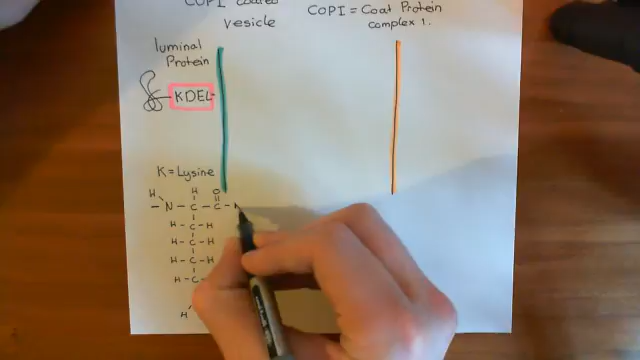 COPI coated
vesicle
COPI = Coat Protein
complex 1.
luminal
Protein
KDEL
K = Lysine
H H O
— N — C — C —
H — C — H
H — C — H
H — C — H
H — C
H